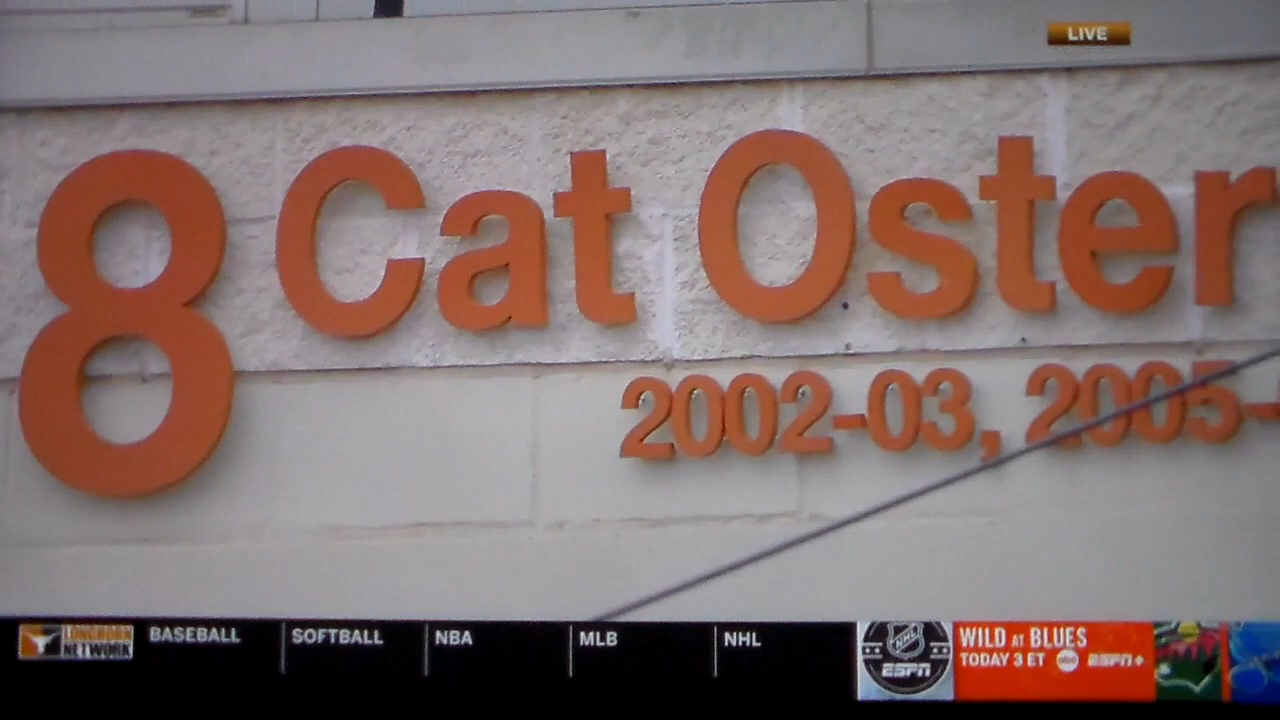 LIVE
8 Cat Oster
2002-03, 2005-
LONGHORN NETWORK BASEBALL SOFTBALL NBA MLB NHL NHL ESPN WILD AT BLUES
TODAY 3 ET abc ESPN+